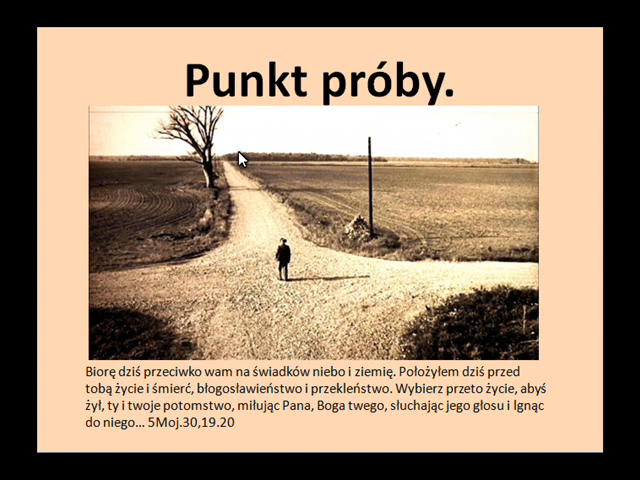 Punkt próby.
Biorę dziś przeciwko wam na świadków niebo i ziemię. Położyłem dziś przed
tobą życie i śmierć, błogosławieństwo i przekleństwo. Wybierz przeto życie, abyś
żył, ty i twoje potomstwo, miłując Pana, Boga twego, słuchając jego głosu i lgnąc
do niego... 5Moj.30,19.20